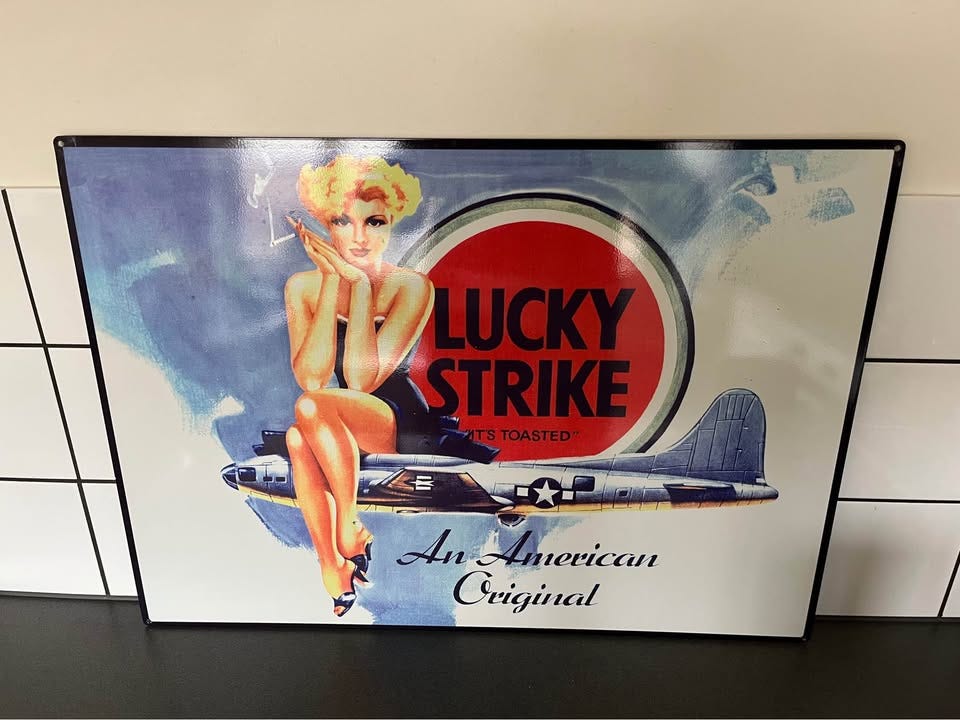 LUCKY
STRIKE
"IT'S TOASTED"
An American
Original